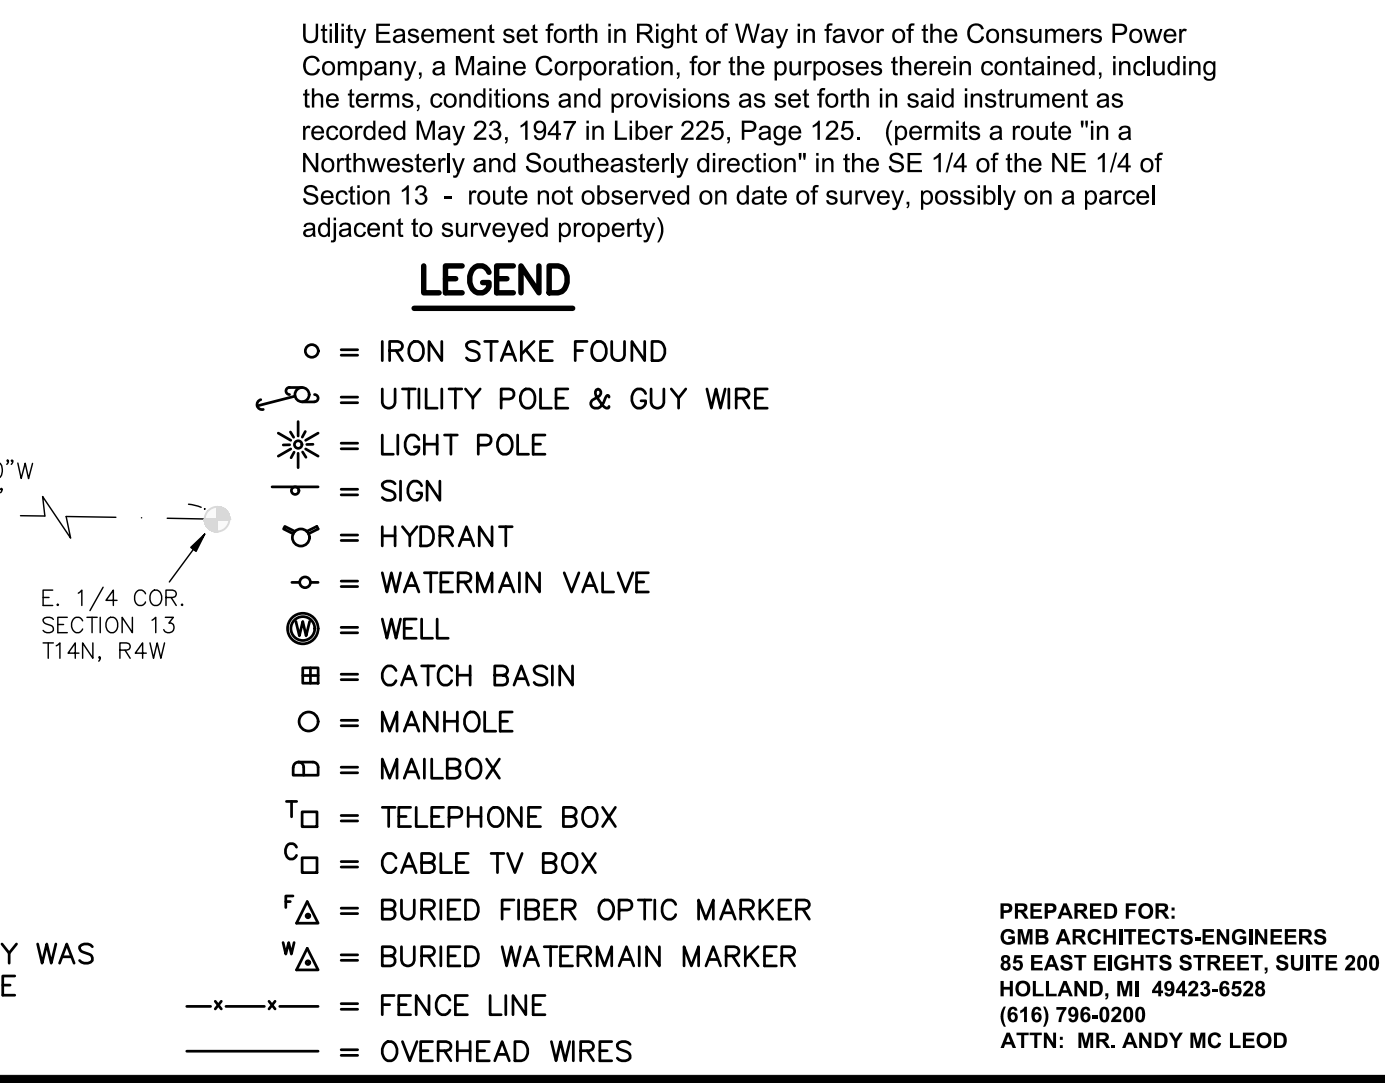 Utility Easement set forth in Right of Way in favor of the Consumers Power
Company, a Maine Corporation, for the purposes therein contained, including
the terms, conditions and provisions as set forth in said instrument as
recorded May 23, 1947 in Liber 225, Page 125. (permits a route "in a
Northwesterly and Southeasterly direction" in the SE 1/4 of the NE 1/4 of
Section 13 - route not observed on date of survey, possibly on a parcel
adjacent to surveyed property)
LEGEND
= IRON STAKE FOUND
= UTILITY POLE & GUY WIRE
= LIGHT POLE
= SIGN
= HYDRANT
= WATERMAIN VALVE
W = WELL
= CATCH BASIN
= MANHOLE
= MAILBOX
T = TELEPHONE BOX
C = CABLE TV BOX
F = BURIED FIBER OPTIC MARKER
W = BURIED WATERMAIN MARKER
x x = FENCE LINE
= OVERHEAD WIRES
"W
E. 1/4 COR.
SECTION 13
T14N, R4W
Y WAS
E
PREPARED FOR:
GMB ARCHITECTS-ENGINEERS
85 EAST EIGHTS STREET, SUITE 200
HOLLAND, MI 49423-6528
(616) 796-0200
ATTN: MR. ANDY MC LEOD